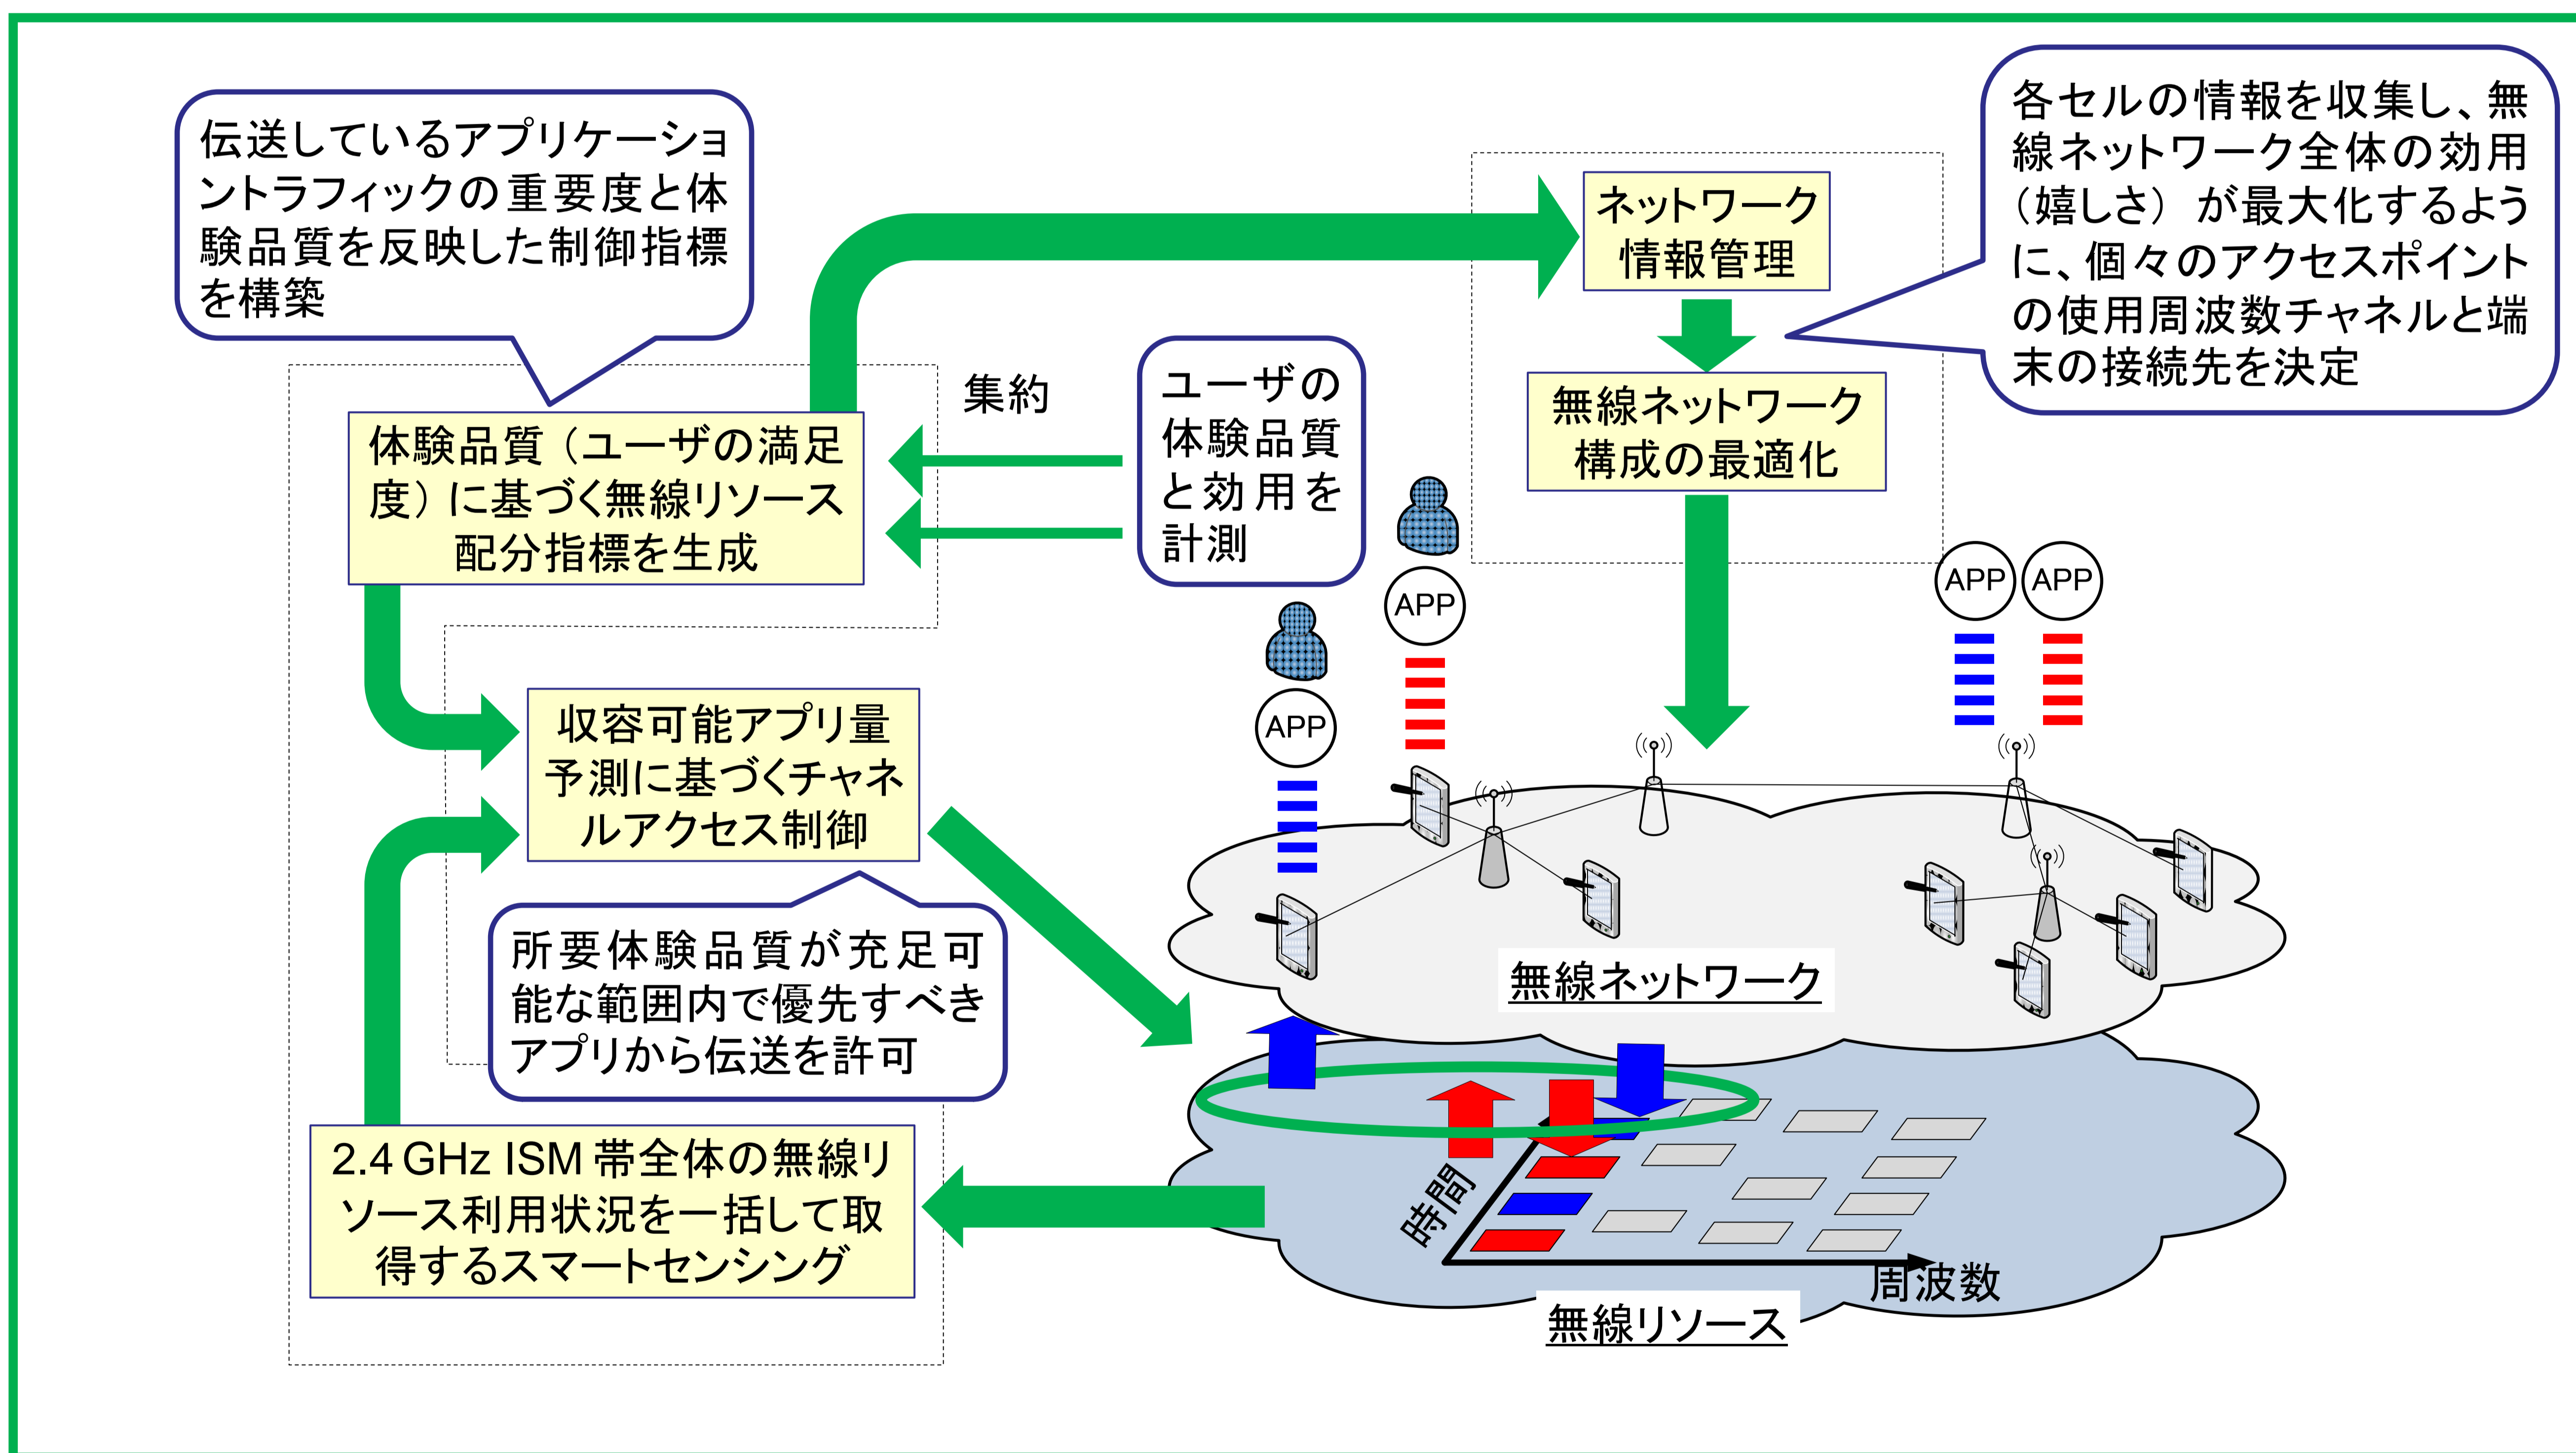 伝送しているアプリケーショ
ントラフィックの重要度と体
験品質を反映した制御指標
を構築
各セルの情報を収集し、無
線ネットワーク全体の効用
（嬉しさ）が最大化するよう
に、個々のアクセスポイント
の使用周波数チャネルと端
末の接続先を決定
ネットワーク
情報管理
無線ネットワーク
構成の最適化
集約
ユーザの
体験品質
と効用を
計測
体験品質（ユーザの満足
度）に基づく無線リソース
配分指標を生成
APP
APP
APP
APP
収容可能アプリ量
予測に基づくチャネ
ルアクセス制御
所要体験品質が充足可
能な範囲内で優先すべき
アプリから伝送を許可
無線ネットワーク
2.4 GHz ISM 帯全体の無線リ
ソース利用状況を一括して取
得するスマートセンシング
時間
周波数
無線リソース